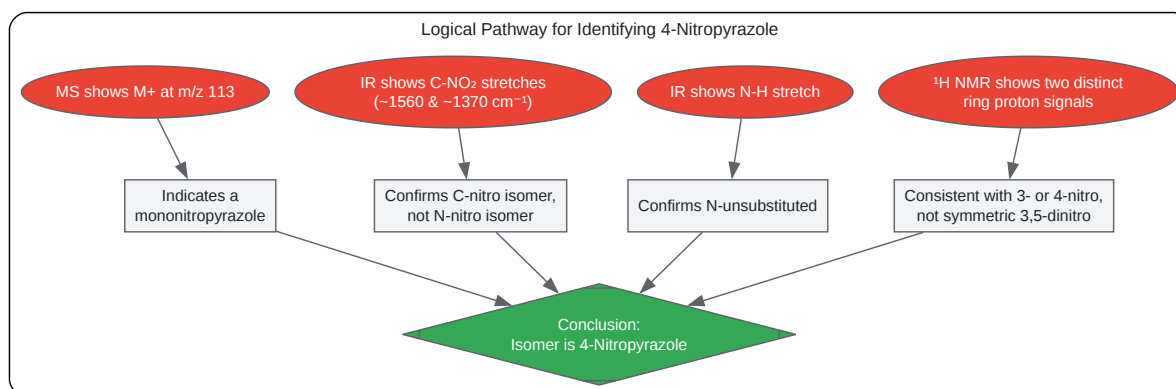 Logical Pathway for Identifying 4-Nitropyrazole
MS shows M+ at m/z 113
IR shows C-NO₂ stretches
(~1560 & ~1370 cm⁻¹)
IR shows N-H stretch
¹H NMR shows two distinct
ring proton signals
Indicates a
mononitropyrazole
Confirms C-nitro isomer,
not N-nitro isomer
Confirms N-unsubstituted
Consistent with 3- or 4-nitro,
not symmetric 3,5-dinitro
Conclusion:
Isomer is 4-Nitropyrazole